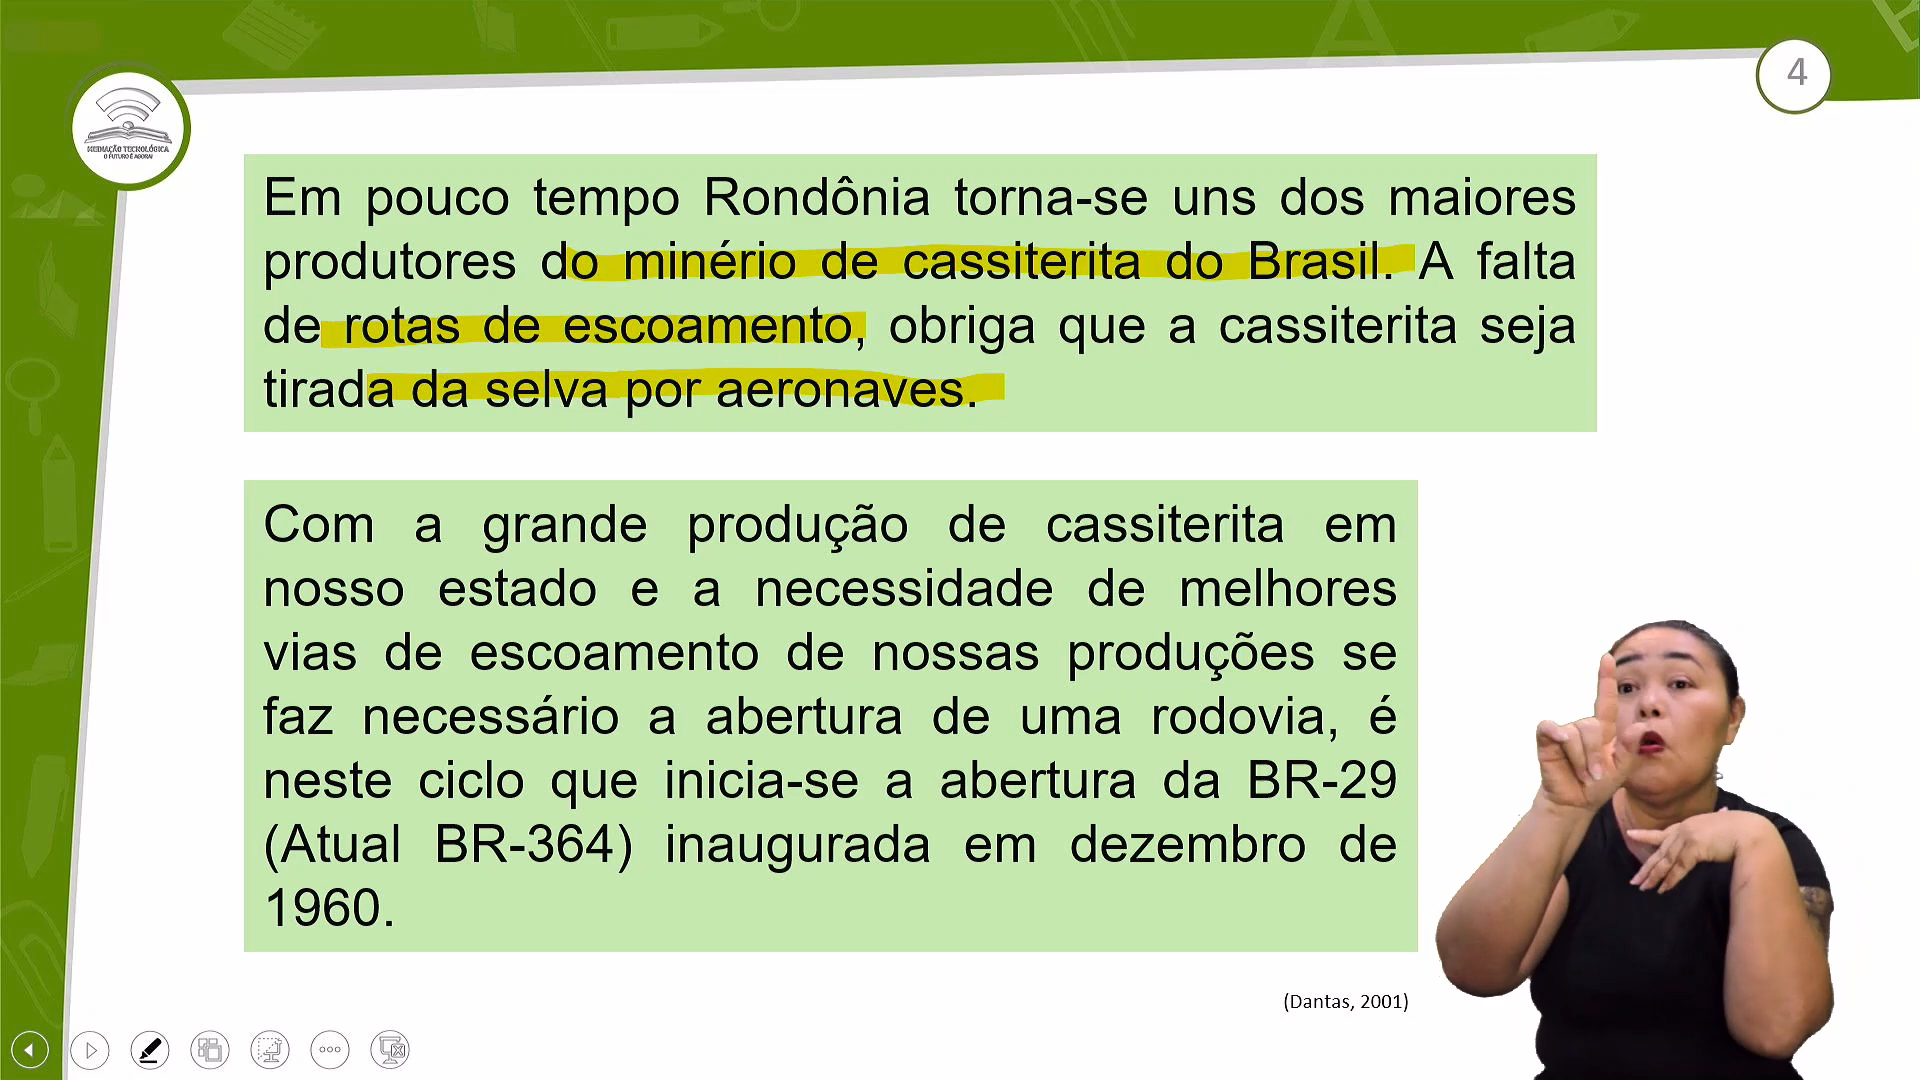 4
MEDIAÇÃO TECNOLÓGICA
O FUTURO É AGORA!
Em pouco tempo Rondônia torna-se uns dos maiores
produtores do minério de cassiterita do Brasil. A falta
de rotas de escoamento, obriga que a cassiterita seja
tirada da selva por aeronaves.
Com a grande produção de cassiterita em
nosso estado e a necessidade de melhores
vias de escoamento de nossas produções se
faz necessário a abertura de uma rodovia, é
neste ciclo que inicia-se a abertura da BR-29
(Atual BR-364) inaugurada em dezembro de
1960.
(Dantas, 2001)